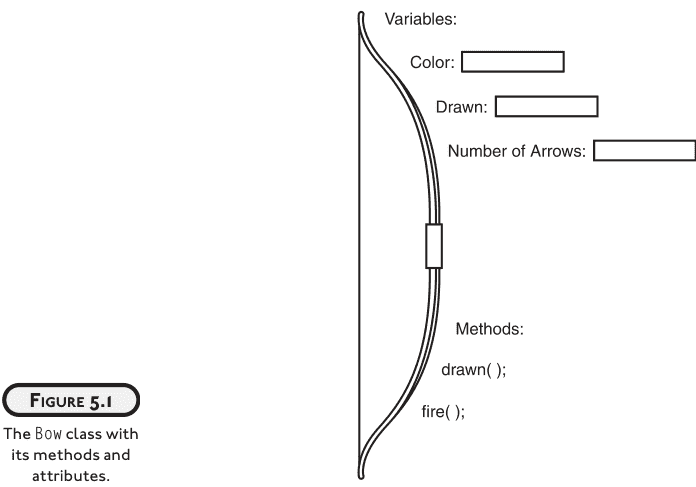 Variables:
Color:
Drawn:
Number of Arrows:
Methods:
drawn( );
fire( );
FIGURE 5.1
The Bow class with
its methods and
attributes.